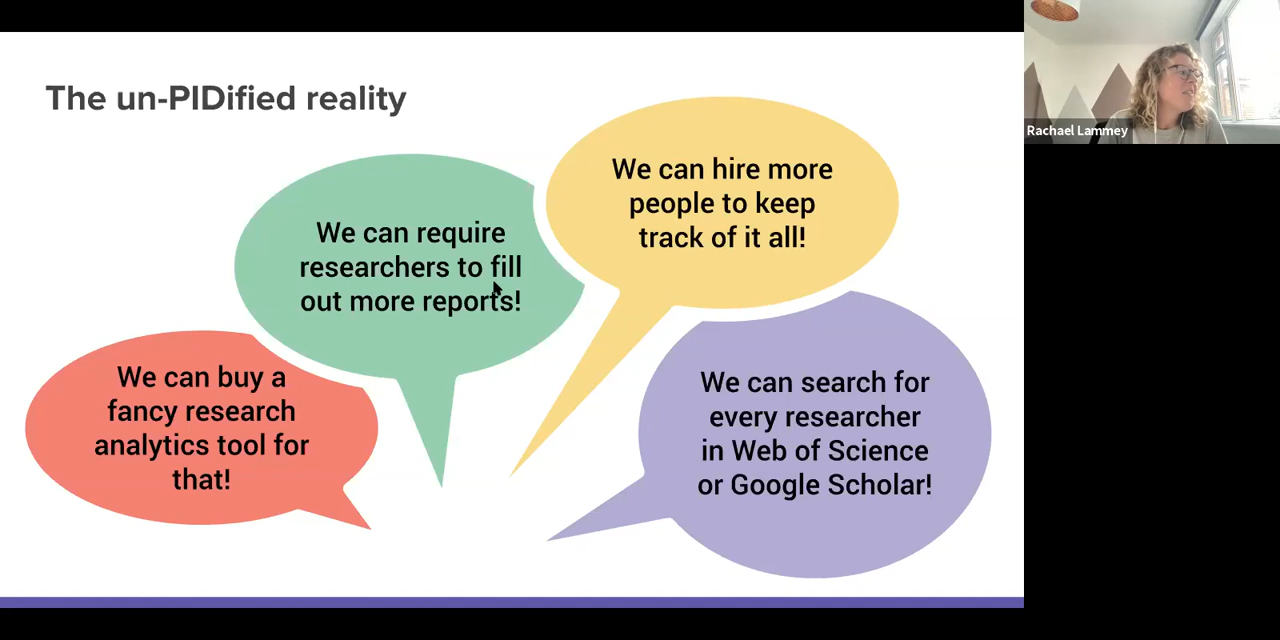 The un-PIDified reality
We can buy a
fancy research
analytics tool for
that!
We can require
researchers to fill
out more reports!
We can hire more
people to keep
track of it all!
We can search for
every researcher
in Web of Science
or Google Scholar!
Rachael Lammey